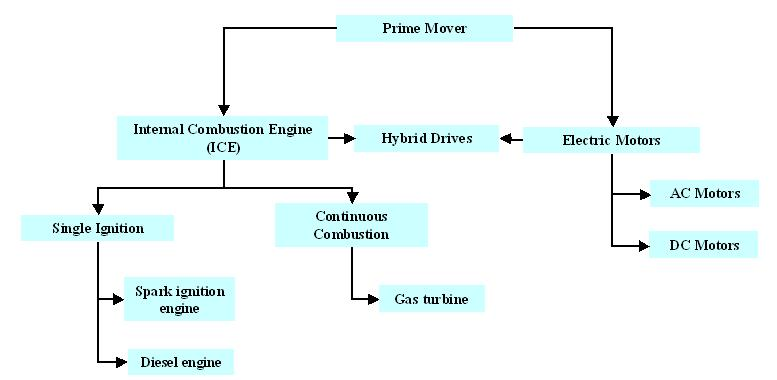 Prime Mover
Internal Combustion Engine
(ICE)
Hybrid Drives
Electric Motors
AC Motors
Single Ignition
Continuous
Combustion
DC Motors
Spark ignition
engine
Gas turbine
Diesel engine